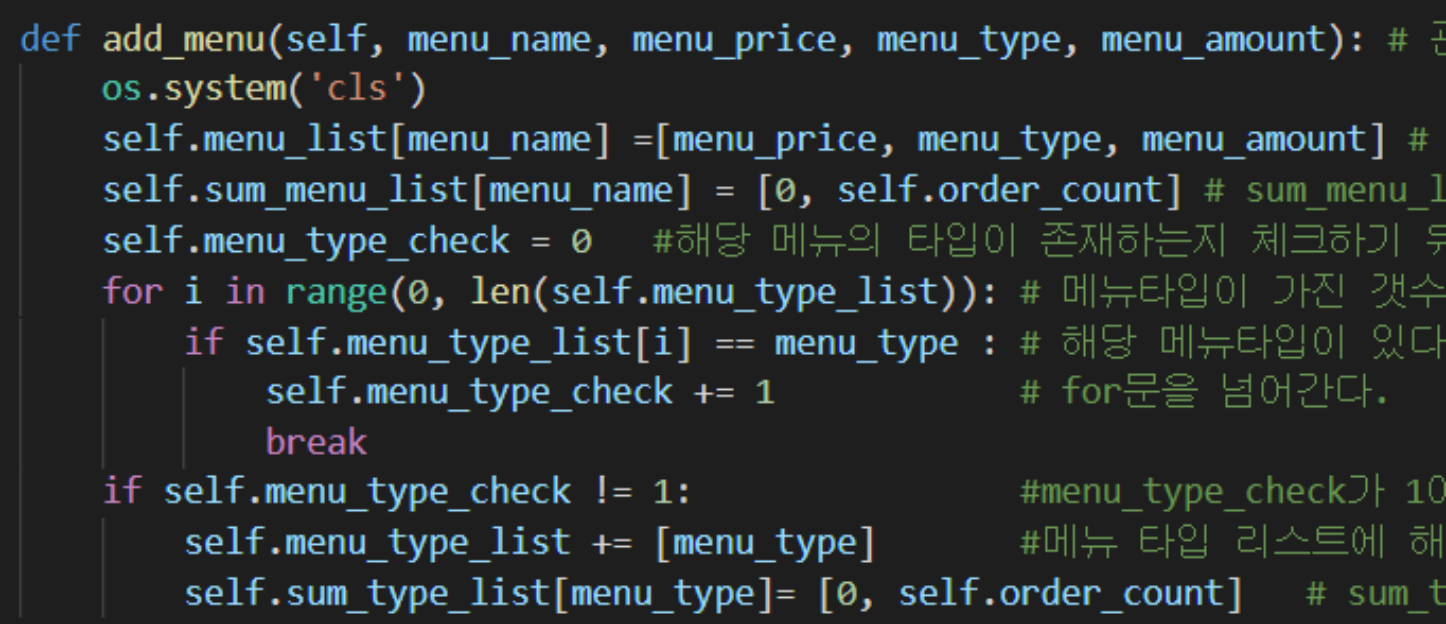 def add_menu(self, menu_name, menu_price, menu_type, menu_amount): #
os.system('cls')
self.menu_list[menu_name] =[menu_price, menu_type, menu_amount] #
self.sum_menu_list[menu_name] = [0, self.order_count] # sum_menu_l
self.menu_type_check = 0 #해당 메뉴의 타입이 존재하는지 체크하기
for i in range(0, len(self.menu_type_list)): # 메뉴타입이 가진 갯수
if self.menu_type_list[i] == menu_type : # 해당 메뉴타입이 있다
self.menu_type_check += 1 # for문을 넘어간다.
break
if self.menu_type_check != 1: #menu_type_check가 10
self.menu_type_list += [menu_type] #메뉴 타입 리스트에 해
self.sum_type_list[menu_type]= [0, self.order_count] # sum_t